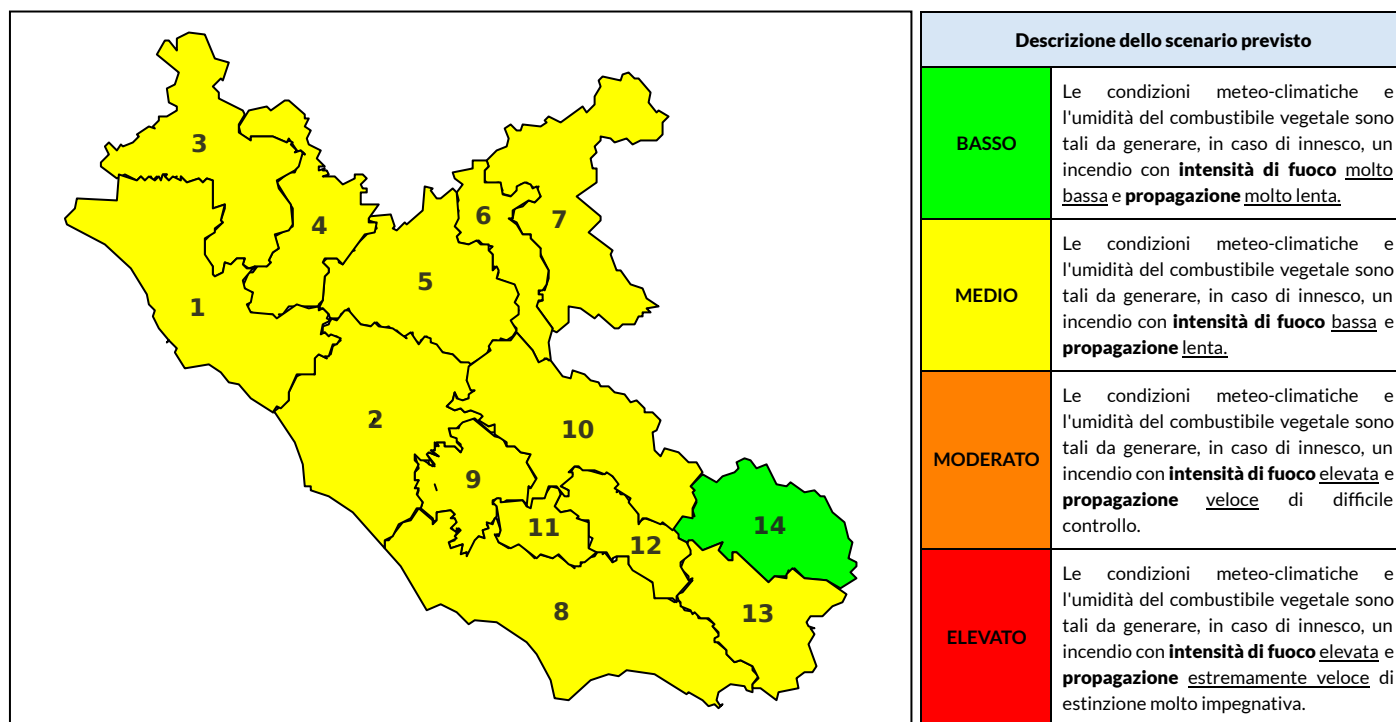 3
4
6
7
5
1
2
10
9
11
12
14
8
13
Descrizione dello scenario previsto
BASSO
Le condizioni meteo-climatiche e
l'umidità del combustibile vegetale sono
tali da generare, in caso di innesco, un
incendio con intensità di fuoco molto
bassa e propagazione molto lenta.
MEDIO
Le condizioni meteo-climatiche e
l'umidità del combustibile vegetale sono
tali da generare, in caso di innesco, un
incendio con intensità di fuoco bassa e
propagazione lenta.
MODERATO
Le condizioni meteo-climatiche e
l'umidità del combustibile vegetale sono
tali da generare, in caso di innesco, un
incendio con intensità di fuoco elevata e
propagazione veloce di difficile
controllo.
ELEVATO
Le condizioni meteo-climatiche e
l'umidità del combustibile vegetale sono
tali da generare, in caso di innesco, un
incendio con intensità di fuoco elevata e
propagazione estremamente veloce di
estinzione molto impegnativa.